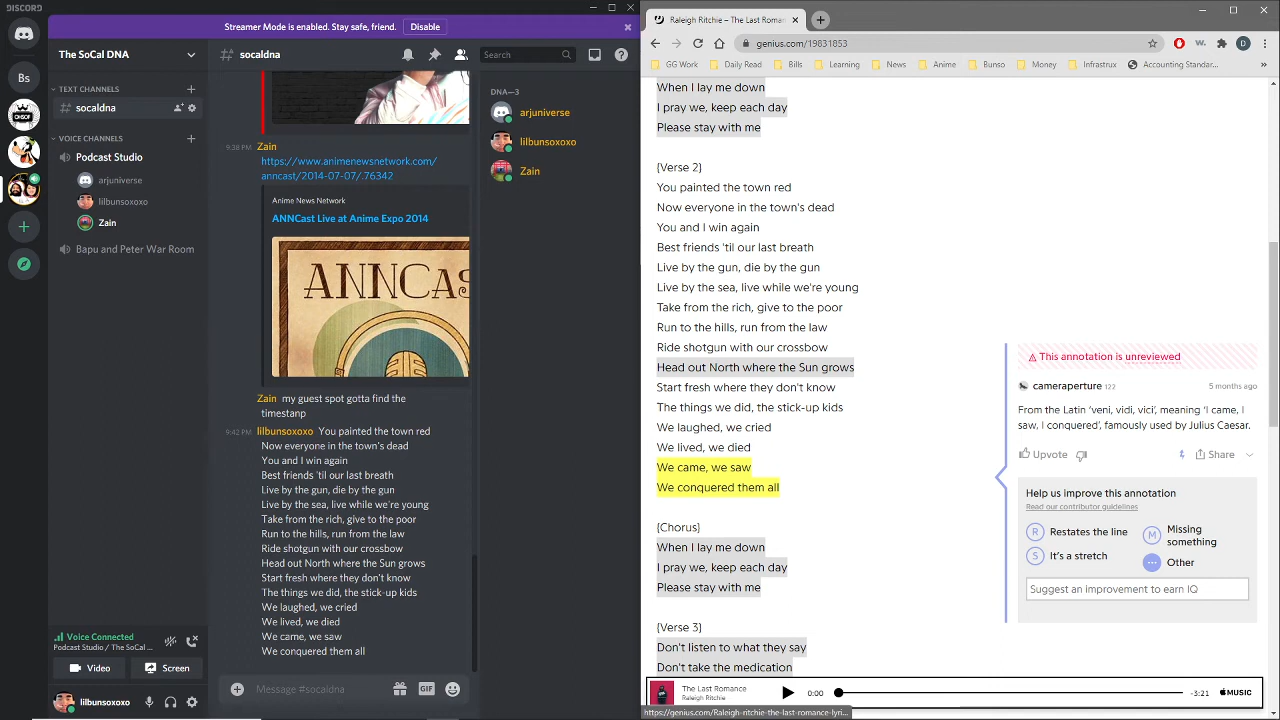 DISCORD
Streamer Mode is enabled. Stay safe, friend.
Disable
The SoCal DNA
socaldna
Search
Bs
TEXT CHANNELS
socaldna
VOICE CHANNELS
Podcast Studio
arjuniverse
lilbunsoxoxo
Zain
Bapu and Peter War Room
9:38 PM
Zain
https://www.animenewsnetwork.com/
anncast/2014-07-07/.76342
Anime News Network
ANNCast Live at Anime Expo 2014
ANNCAS
Zain my guest spot gotta find the
timestanp
9:42 PM
lilbunsoxoxo You painted the town red
Now everyone in the town's dead
You and I win again
Best friends 'til our last breath
Live by the gun, die by the gun
Live by the sea, live while we're young
Take from the rich, give to the poor
Run to the hills, run from the law
Ride shotgun with our crossbow
Head out North where the Sun grows
Start fresh where they don't know
The things we did, the stick-up kids
We laughed, we cried
We lived, we died
We came, we saw
We conquered them all
Voice Connected
Podcast Studio / The SoCal ...
Video
Screen
lilbunsoxoxo
Message #socaldna
GIF
DNA—3
arjuniverse
lilbunsoxoxo
Zain
Raleigh Ritchie – The Last Roman
genius.com/19831853
D
GG Work
Daily Read
Bills
Learning
News
Anime
Bunso
Money
Infrastrux
Accounting Standar...
When I lay me down
I pray we, keep each day
Please stay with me
{Verse 2}
You painted the town red
Now everyone in the town's dead
You and I win again
Best friends 'til our last breath
Live by the gun, die by the gun
Live by the sea, live while we're young
Take from the rich, give to the poor
Run to the hills, run from the law
Ride shotgun with our crossbow
Head out North where the Sun grows
Start fresh where they don't know
The things we did, the stick-up kids
We laughed, we cried
We lived, we died
We came, we saw
We conquered them all
{Chorus}
When I lay me down
I pray we, keep each day
Please stay with me
{Verse 3}
Don't listen to what they say
Don't take the medication
This annotation is unreviewed
cameraperture 122
5 months ago
From the Latin 'veni, vidi, vici', meaning 'I came, I
saw, I conquered', famously used by Julius Caesar.
Upvote
Share
Help us improve this annotation
Read our contributor guidelines
R Restates the line
M Missing
something
S It's a stretch
Other
Suggest an improvement to earn IQ
The Last Romance
Raleigh Ritchie
0:00
-3:21
MUSIC
https://genius.com/Raleigh-ritchie-the-last-romance-lyri...